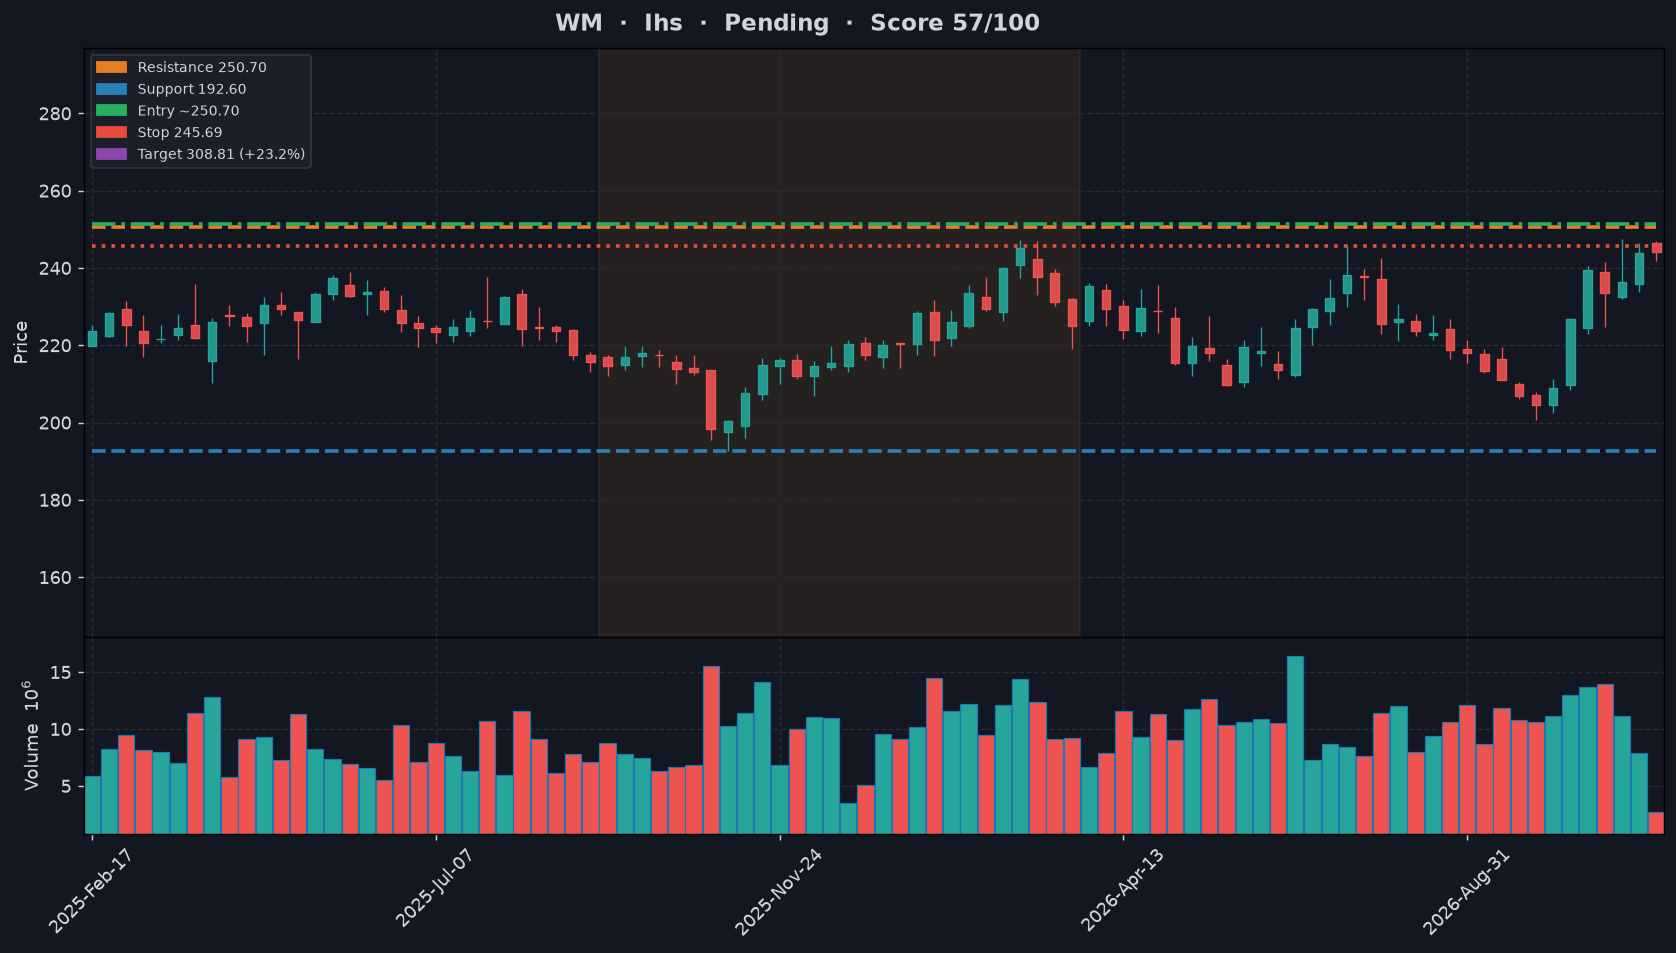 WM · Ihs · Pending · Score 57/100
Resistance 250.70
Support 192.60
Entry ~250.70
Stop 245.69
Target 308.81 (+23.2%)
Price
280
260
240
220
200
180
160
Volume 10⁶
15
10
5
2025-Feb-17
2025-Jul-07
2025-Nov-24
2026-Apr-13
2026-Aug-31